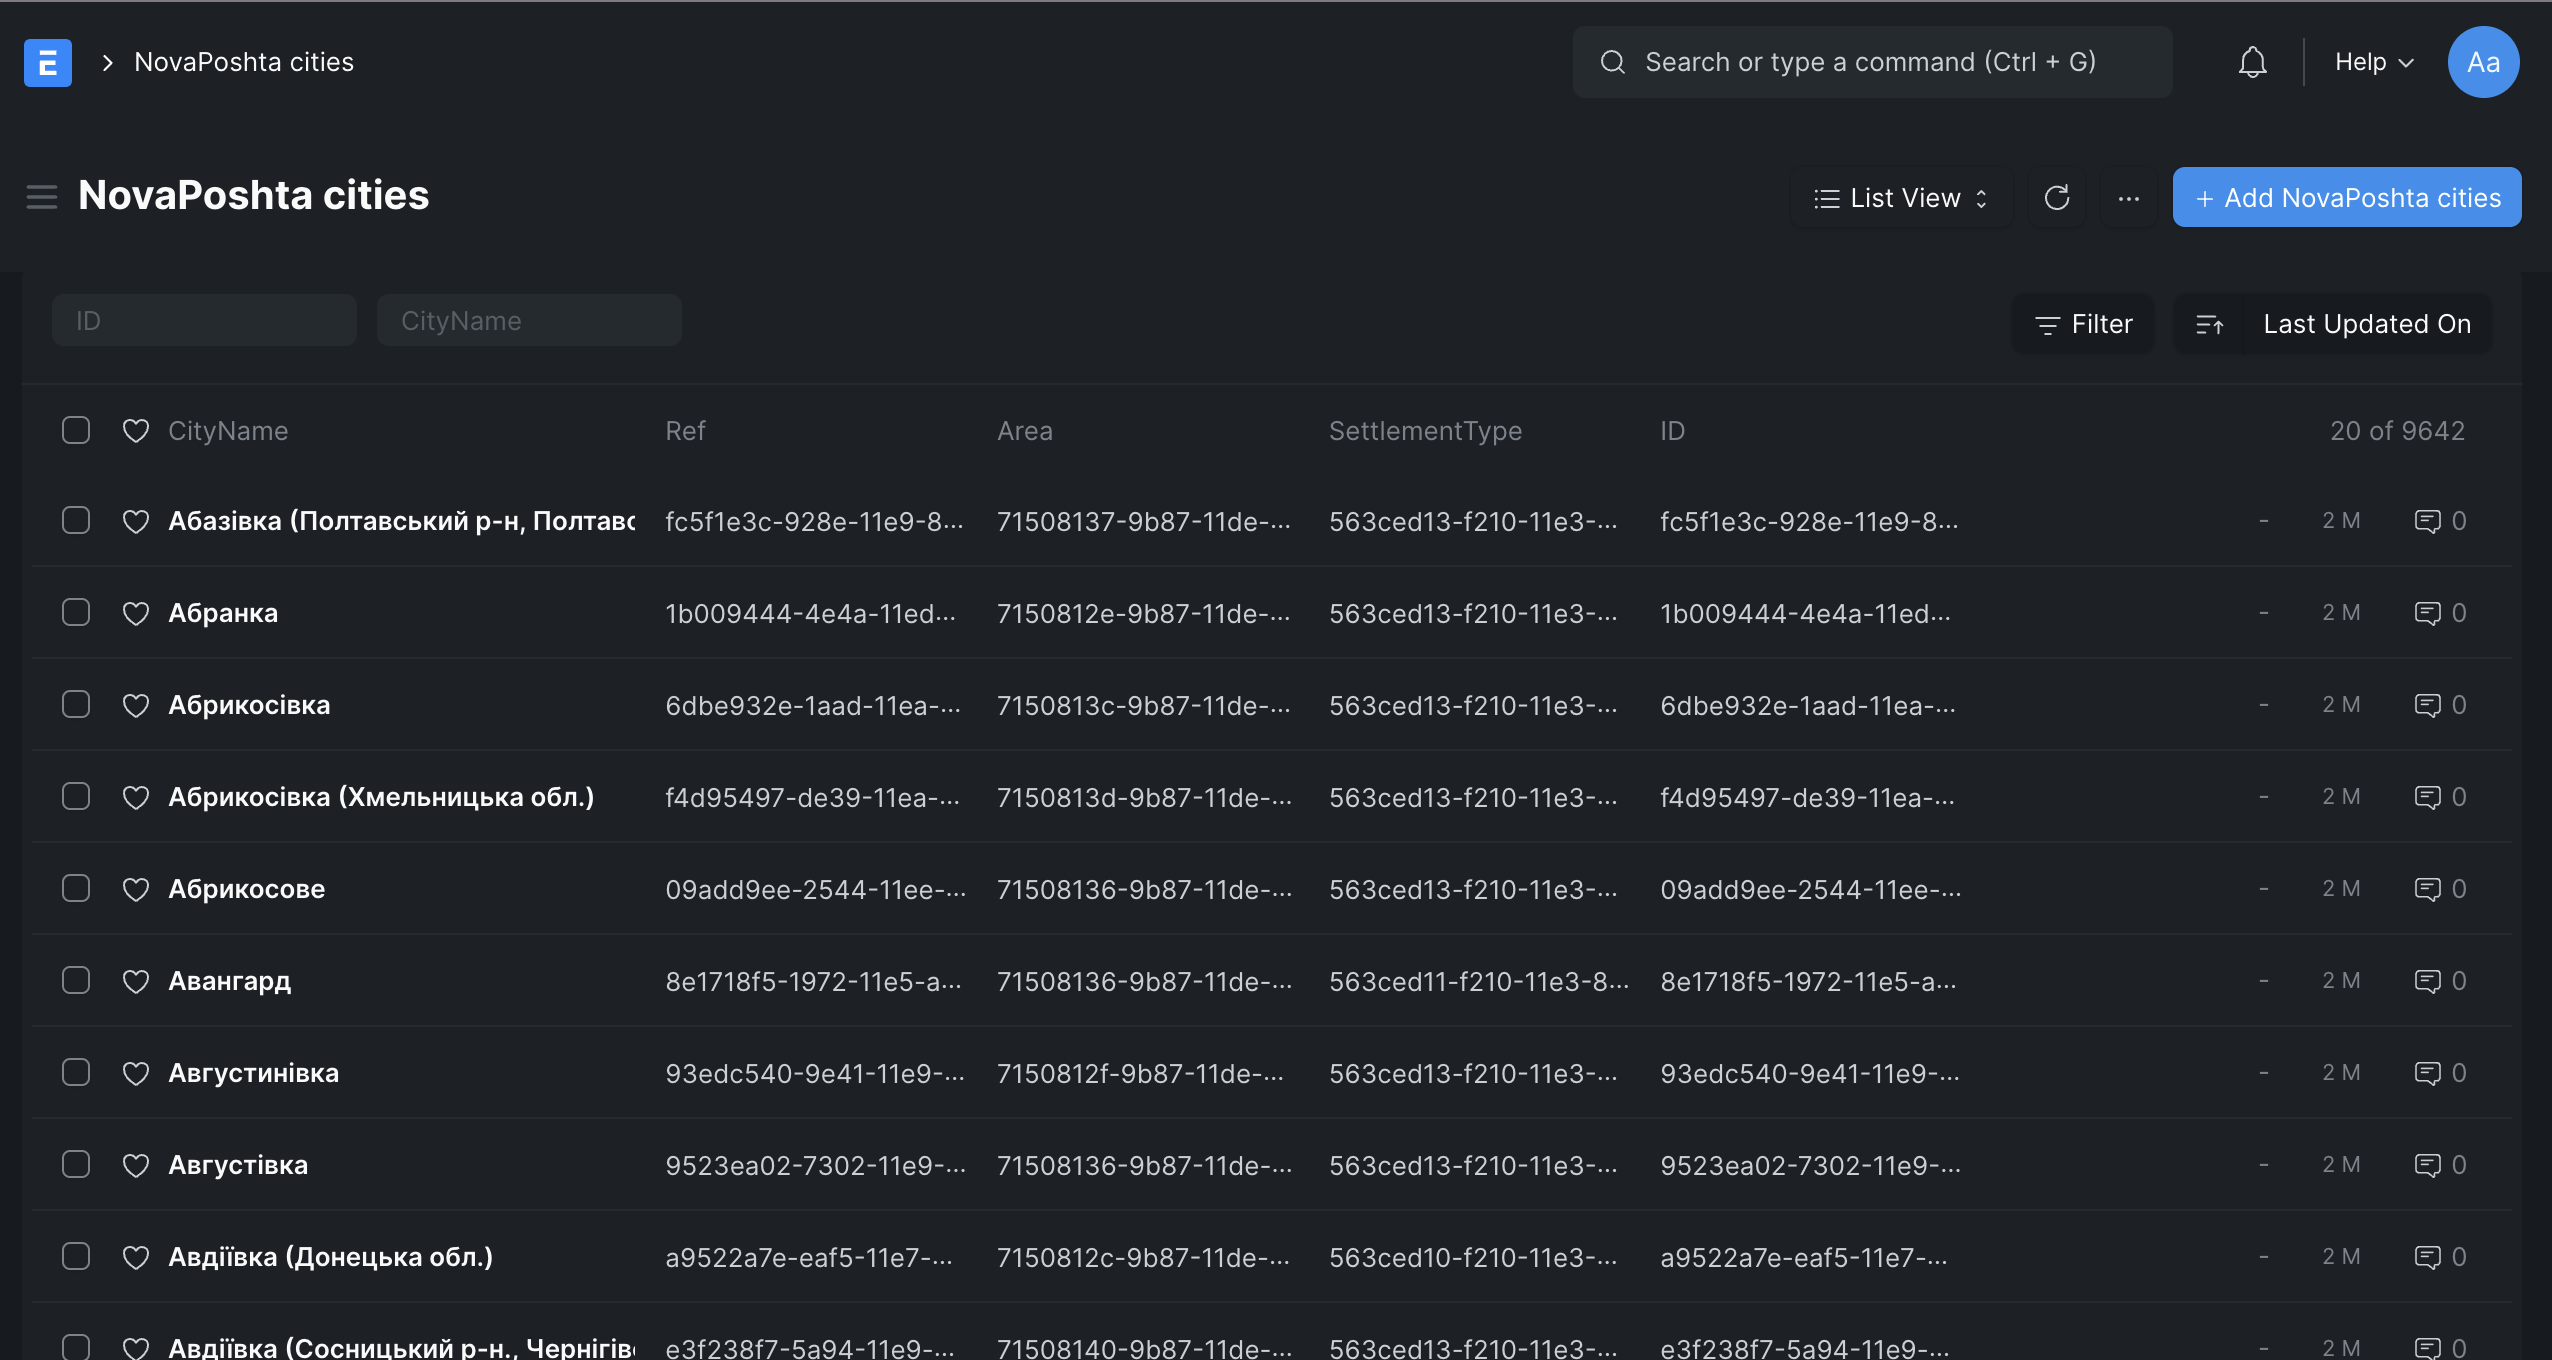 E NovaPoshta cities Search or type a command (Ctrl + G) Help Aa
NovaPoshta cities List View ... + Add NovaPoshta cities
ID CityName Filter Last Updated On
CityName Ref Area SettlementType ID 20 of 9642
Абазівка (Полтавський р-н, Полтавс fc5f1e3c-928e-11e9-8... 71508137-9b87-11de-... 563ced13-f210-11e3-... fc5f1e3c-928e-11e9-8... - 2 M 0
Абранка 1b009444-4e4a-11ed... 7150812e-9b87-11de-... 563ced13-f210-11e3-... 1b009444-4e4a-11ed... - 2 M 0
Абрикосівка 6dbe932e-1aad-11ea-... 7150813c-9b87-11de-... 563ced13-f210-11e3-... 6dbe932e-1aad-11ea-... - 2 M 0
Абрикосівка (Хмельницька обл.) f4d95497-de39-11ea-... 7150813d-9b87-11de-... 563ced13-f210-11e3-... f4d95497-de39-11ea-... - 2 M 0
Абрикосове 09add9ee-2544-11ee-... 71508136-9b87-11de-... 563ced13-f210-11e3-... 09add9ee-2544-11ee-... - 2 M 0
Авангард 8e1718f5-1972-11e5-a... 71508136-9b87-11de-... 563ced11-f210-11e3-8... 8e1718f5-1972-11e5-a... - 2 M 0
Августинівка 93edc540-9e41-11e9-... 7150812f-9b87-11de-... 563ced13-f210-11e3-... 93edc540-9e41-11e9-... - 2 M 0
Августівка 9523ea02-7302-11e9-... 71508136-9b87-11de-... 563ced13-f210-11e3-... 9523ea02-7302-11e9-... - 2 M 0
Авдіївка (Донецька обл.) a9522a7e-eaf5-11e7-... 7150812c-9b87-11de-... 563ced10-f210-11e3-... a9522a7e-eaf5-11e7-... - 2 M 0
Авдіївка (Сосницький р-н., Чернігів e3f238f7-5a94-11e9-... 71508140-9b87-11de-... 563ced13-f210-11e3-... e3f238f7-5a94-11e9-... - 2 M 0